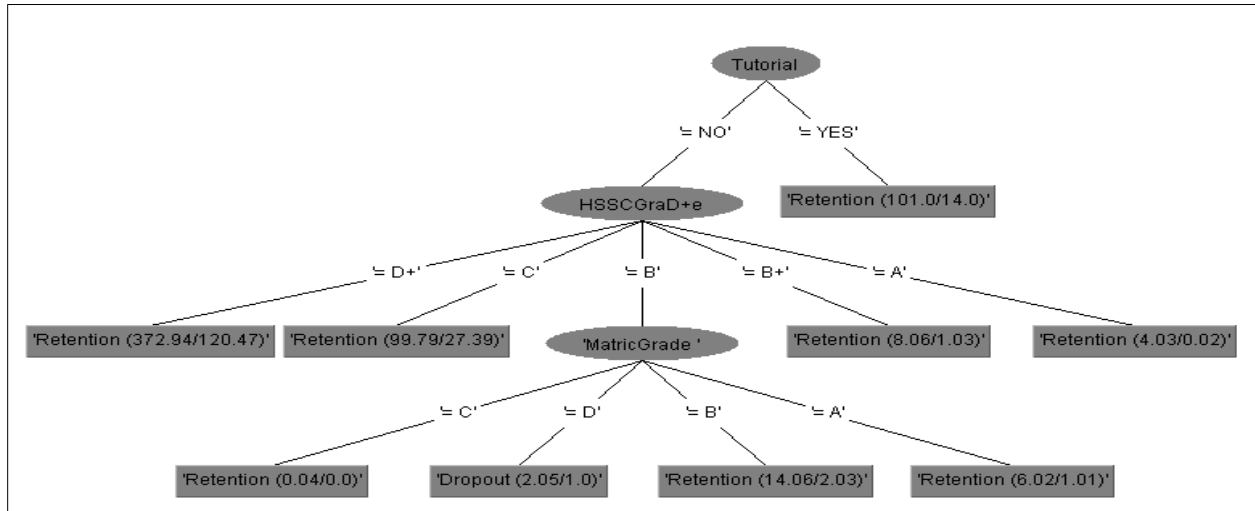 Tutorial
'= NO'
'= YES'
HSSCGraD+e
'Retention (101.0/14.0)'
'= D+'
'= C'
'= B'
'= B+'
'= A'
'Retention (372.94/120.47)'
'Retention (99.79/27.39)'
'MatricGrade '
'Retention (8.06/1.03)'
'Retention (4.03/0.02)'
'= C'
'= D'
'= B'
'= A'
'Retention (0.04/0.0)'
'Dropout (2.05/1.0)'
'Retention (14.06/2.03)'
'Retention (6.02/1.01)'